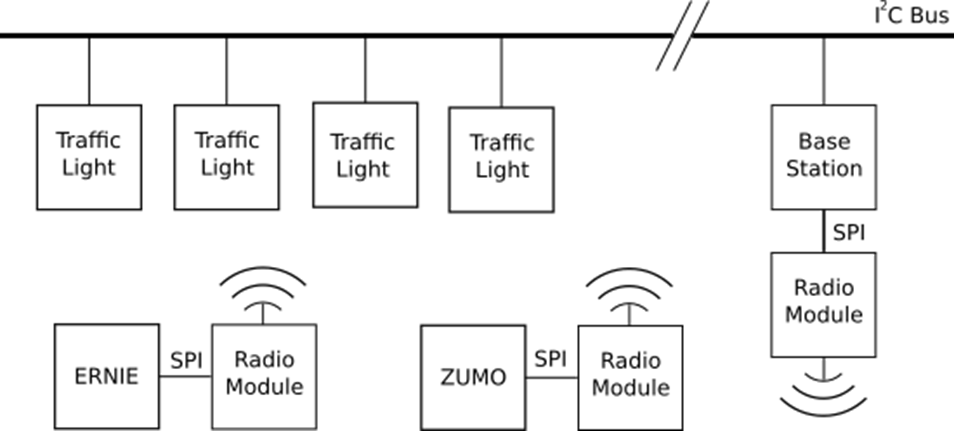 I²C Bus
Traffic
Light
Traffic
Light
Traffic
Light
Traffic
Light
Base
Station
SPI
Radio
Module
ERNIE
SPI
Radio
Module
ZUMO
SPI
Radio
Module